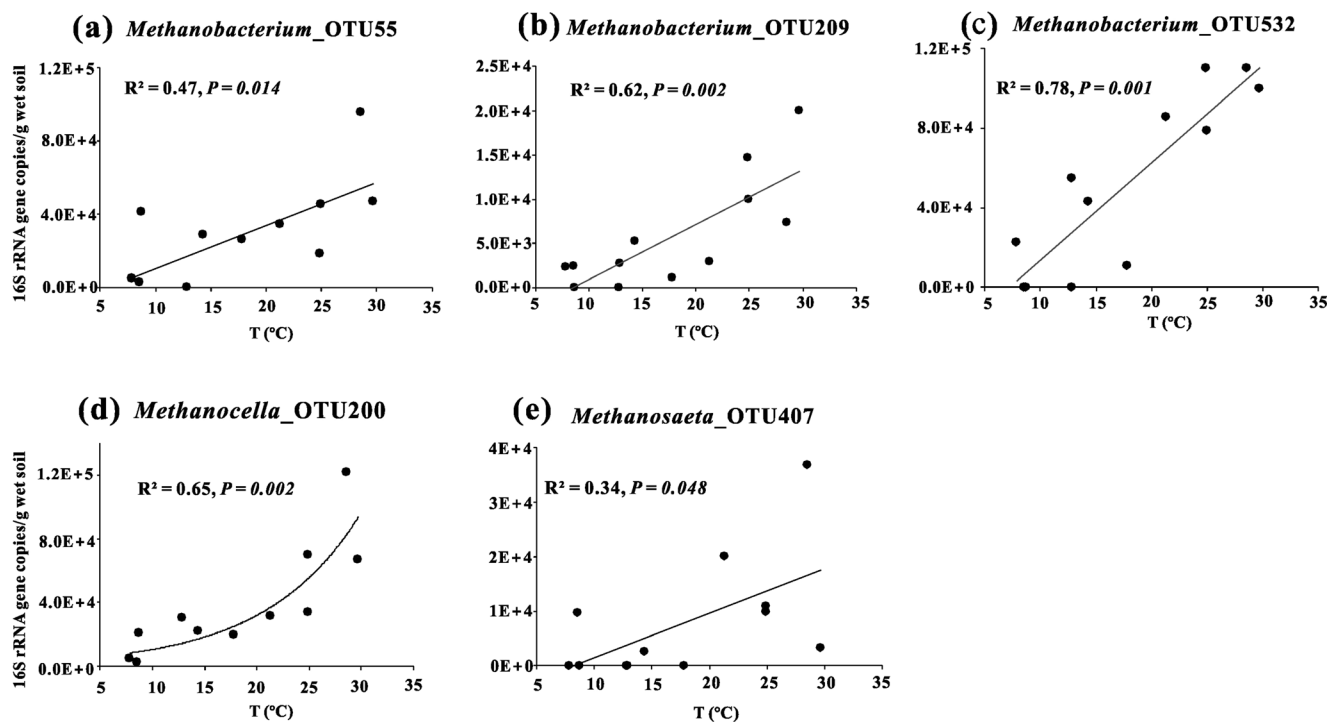 (a) Methanobacterium_OTU55
16S rRNA gene copies/g wet soil
1.2E+5
8.0E+4
4.0E+4
0.0E+0
R² = 0.47, P = 0.014
5 10 15 20 25 30 35
T (°C)
(b) Methanobacterium_OTU209
2.5E+4
2.0E+4
1.5E+4
1.0E+4
5.0E+3
0.0E+0
R² = 0.62, P = 0.002
5 10 15 20 25 30 35
T (°C)
(c) Methanobacterium_OTU532
1.2E+5
8.0E+4
4.0E+4
0.0E+0
R² = 0.78, P = 0.001
5 10 15 20 25 30 35
T (°C)
(d) Methanocella_OTU200
16S rRNA gene copies/g wet soil
1.2E+5
8.0E+4
4.0E+4
0.0E+0
R² = 0.65, P = 0.002
5 10 15 20 25 30 35
T (°C)
(e) Methanosaeta_OTU407
4E+4
3E+4
2E+4
1E+4
0E+0
R² = 0.34, P = 0.048
5 10 15 20 25 30 35
T (°C)